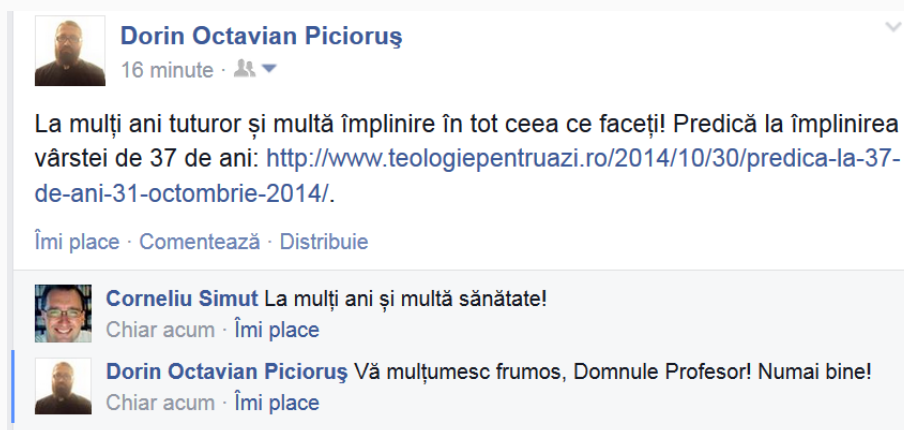 Dorin Octavian Picioruş
16 minute ·
La mulți ani tuturor și multă împlinire în tot ceea ce faceți! Predică la împlinirea
vârstei de 37 de ani: http://www.teologiepentruazi.ro/2014/10/30/predica-la-37-
de-ani-31-octombrie-2014/.
Îmi place · Comentează · Distribuie
Corneliu Simut La mulți ani și multă sănătate!
Chiar acum · Îmi place
Dorin Octavian Picioruş Vă mulțumesc frumos, Domnule Profesor! Numai bine!
Chiar acum · Îmi place